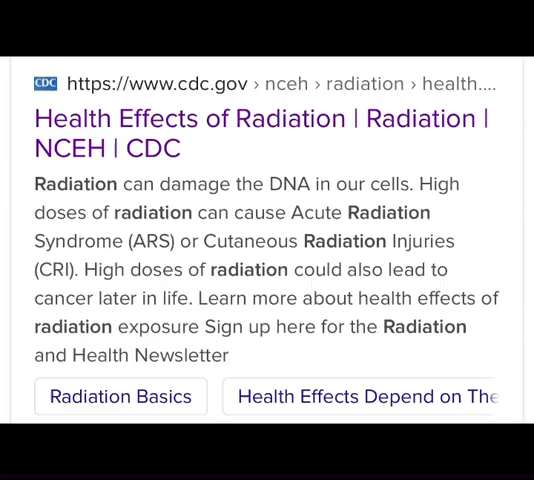 CDC https://www.cdc.gov › nceh › radiation › health....
Health Effects of Radiation | Radiation |
NCEH | CDC
Radiation can damage the DNA in our cells. High
doses of radiation can cause Acute Radiation
Syndrome (ARS) or Cutaneous Radiation Injuries
(CRI). High doses of radiation could also lead to
cancer later in life. Learn more about health effects of
radiation exposure Sign up here for the Radiation
and Health Newsletter
Radiation Basics Health Effects Depend on The